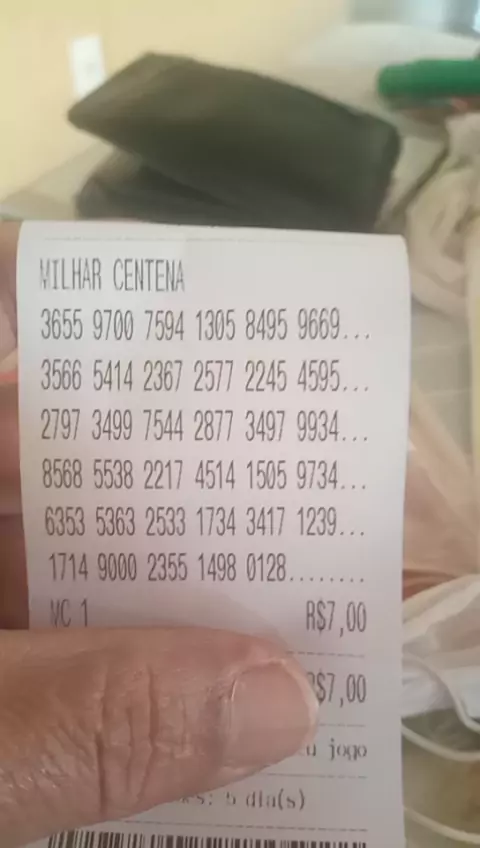 MILHAR CENTENA
3655 9700 7594 1305 8495 9669...
3566 5414 2367 2577 2245 4595...
2797 3499 7544 2877 3497 9934...
8568 5538 2217 4514 1505 9734...
6353 5363 2533 1734 3417 1239...
1714 9000 2355 1498 0128........
MC 1 R$7,00
$7,00
jogo
5 dia(s)